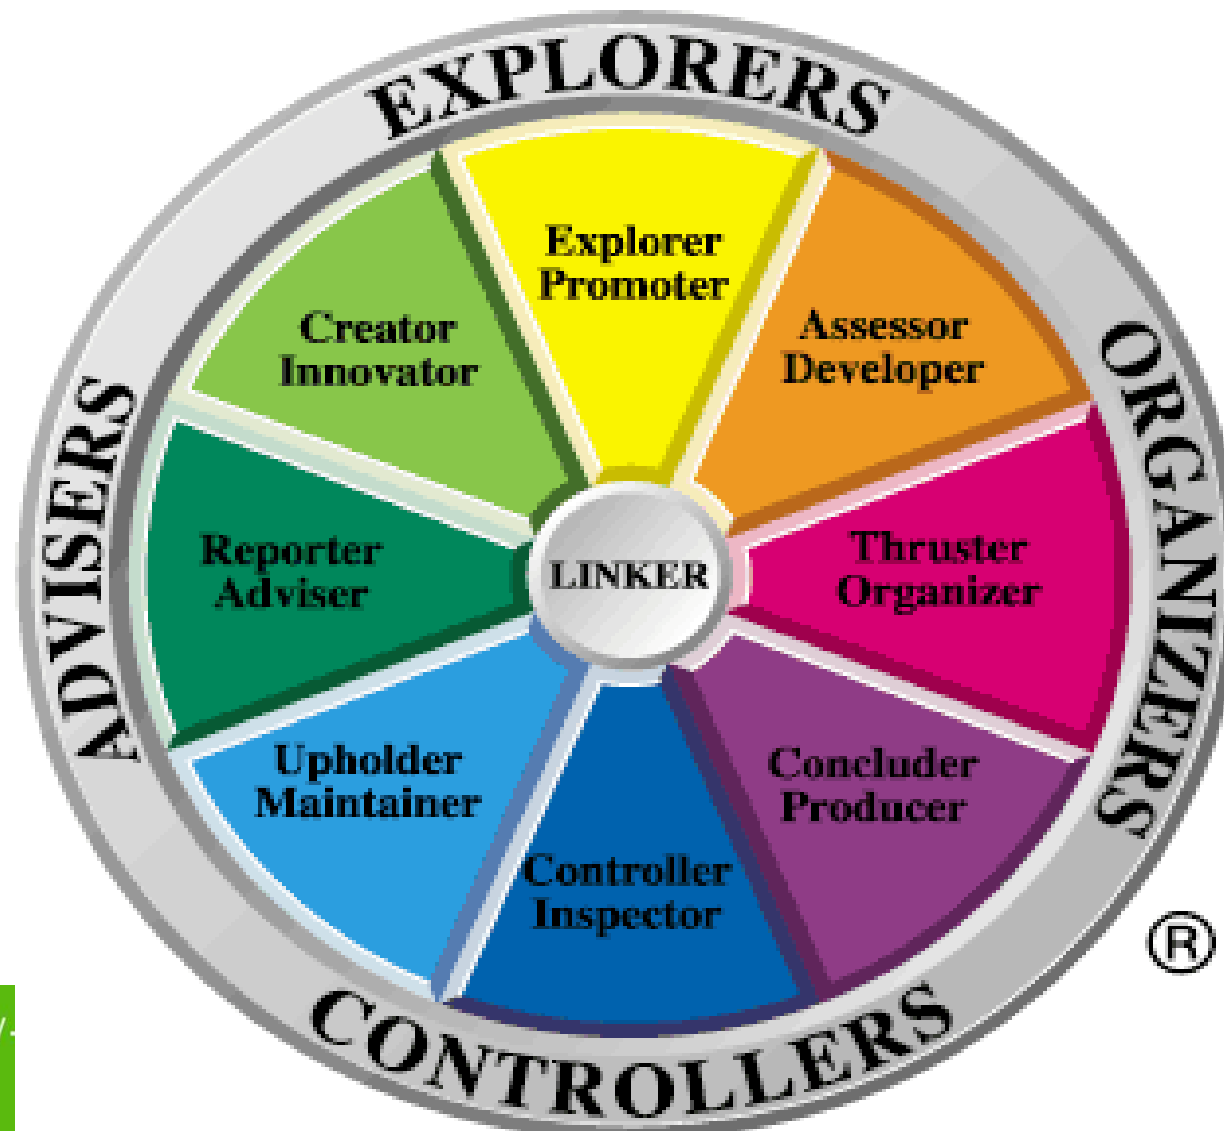 EXPLORERS
Explorer
Promoter
Creator
Innovator
Assessor
Developer
ADVISERS
ORGANIZERS
Reporter
Adviser
LINKER
Thruster
Organizer
Upholder
Maintainer
Concluder
Producer
Controller
Inspector
®
CONTROLLERS